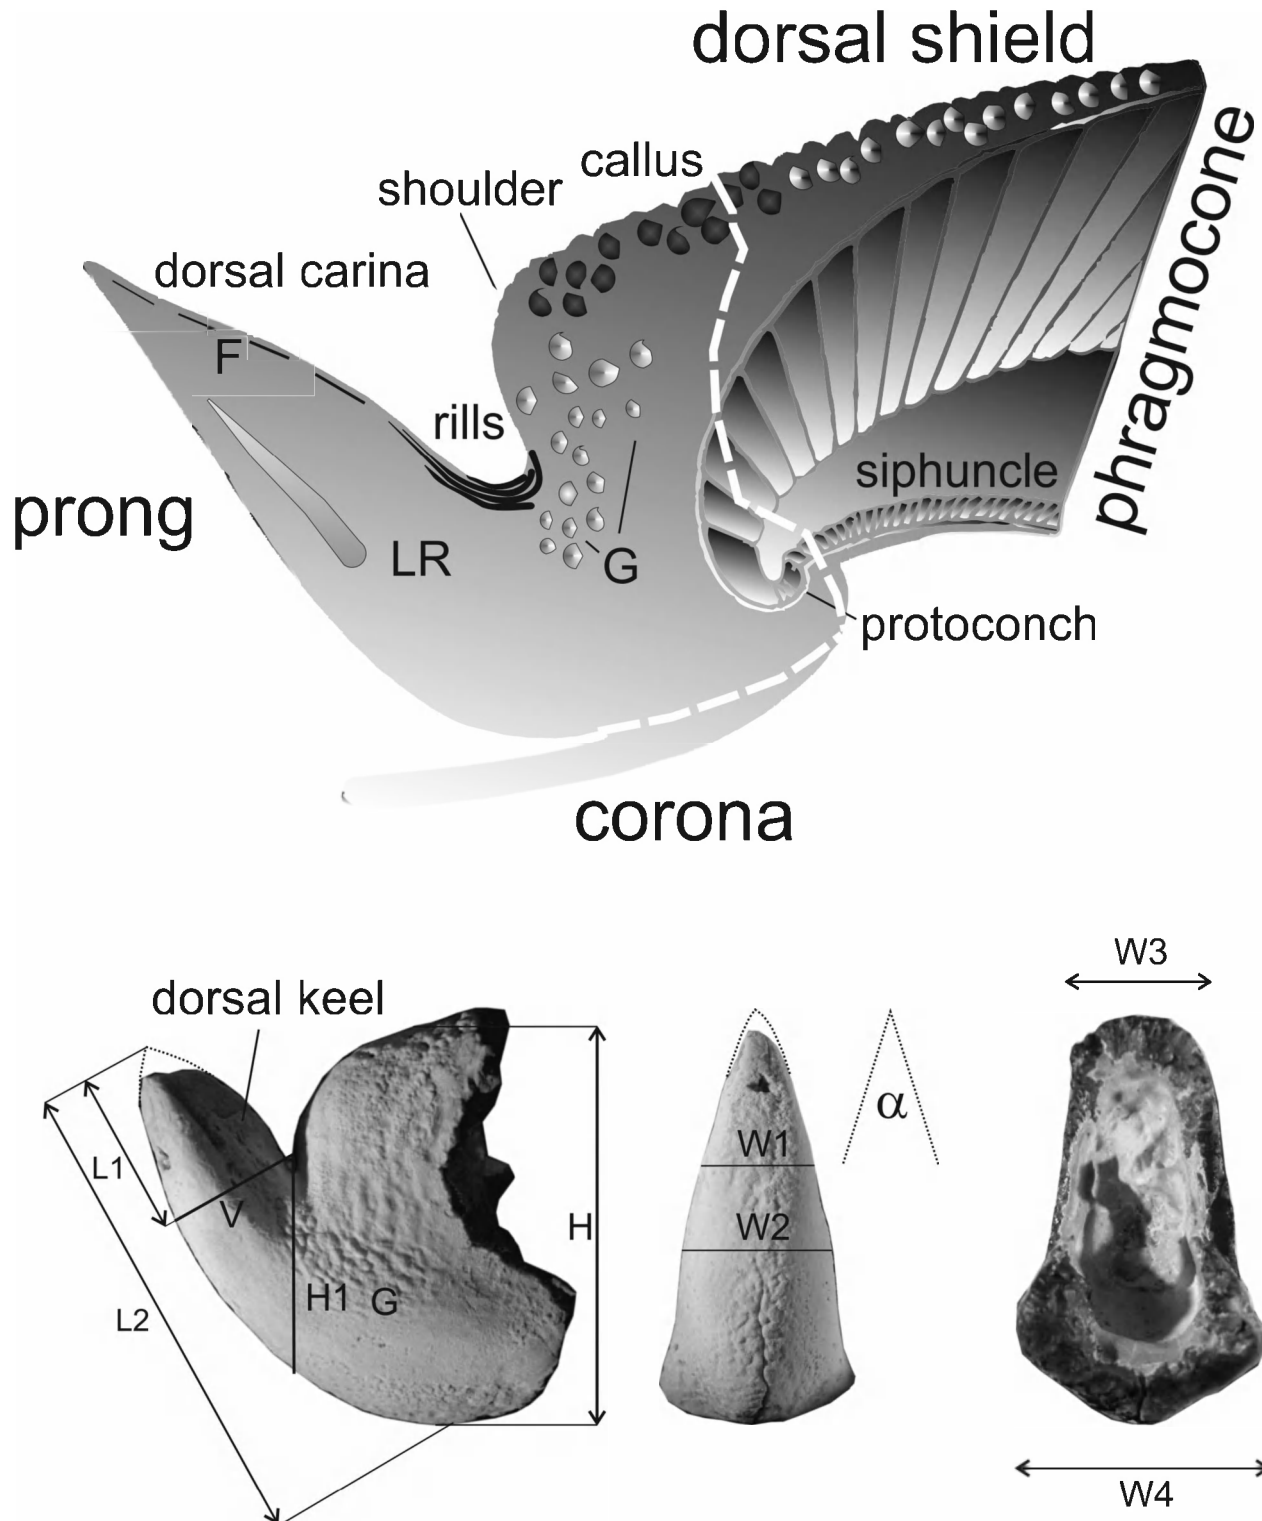 dorsal shield
callus
shoulder
dorsal carina
F
rills
phragmocone
siphuncle
prong
LR
G
protoconch
corona
W3
dorsal keel
α
W1
L1
V
W2
H
H1
G
L2
W4